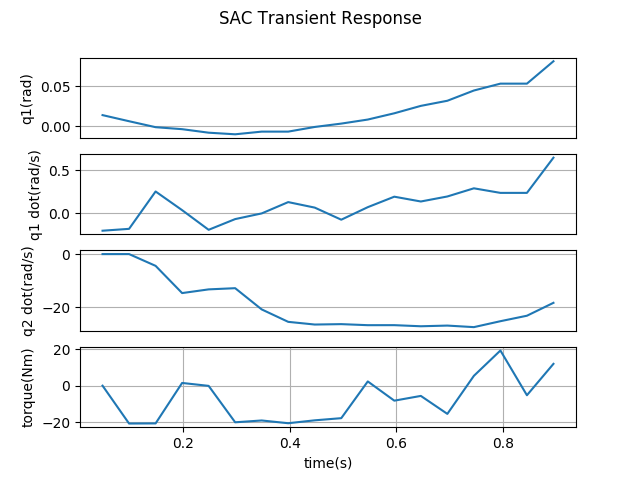 SAC Transient Response
q1(rad)
0.05
0.00
q1 dot(rad/s)
0.5
0.0
q2 dot(rad/s)
0
−20
torque(Nm)
20
0
−20
0.2 0.4 0.6 0.8
time(s)